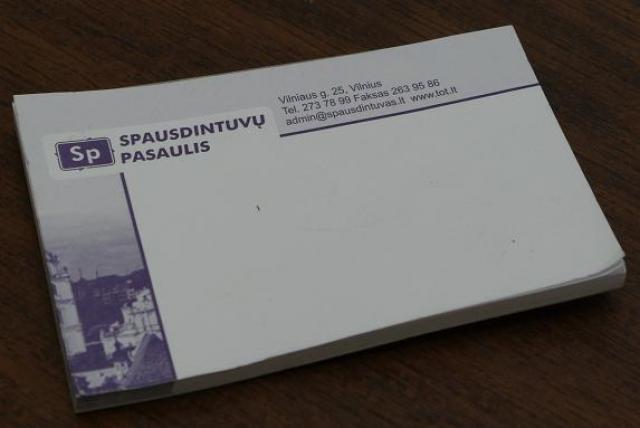 Vilniaus g. 25, Vilnius
Tel. 273 78 99 Faksas 263 95 86
admin@spausdintuvas.lt www.tot.lt
Sp
SPAUSDINTUVŲ
PASAULIS